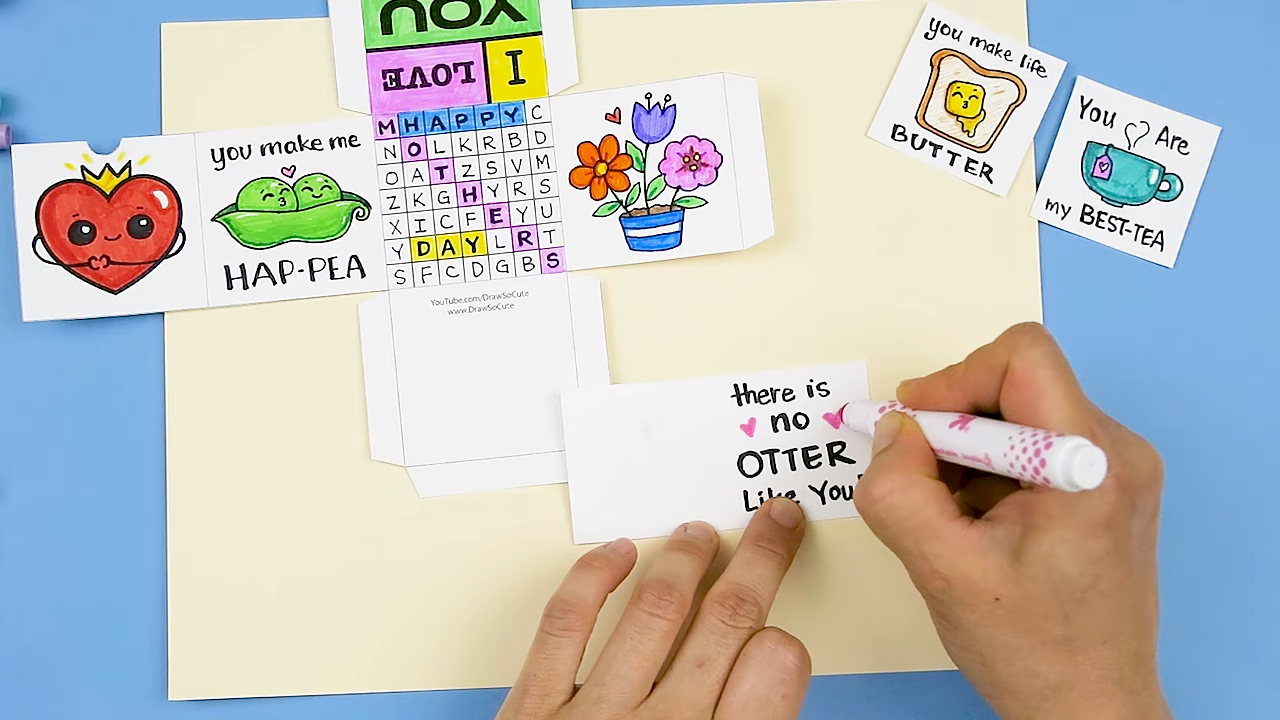 YOU
I LOVE
M H A P P Y C
N O L K R B D
O A T Z S V M
Z K G H Y R S
X I C F E Y U
Y D A Y L R T
S F C D G B S
you make me
HAP-PEA
YouTube.com/DrawSoCute
www.DrawSoCute
you make life
BUTTER
You Are
my BEST-TEA
there is
no
OTTER
Like You